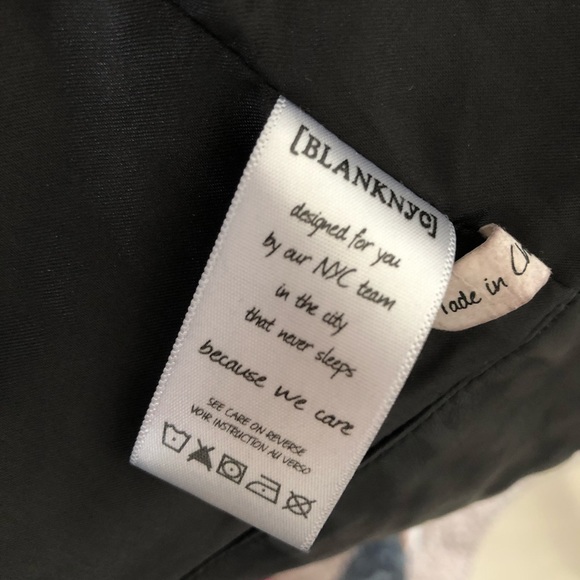 [BLANKNYC]
designed for you
by our NYC team
in the city
that never sleeps
because we care
SEE CARE ON REVERSE
VOIR INSTRUCTION AU VERSO
in